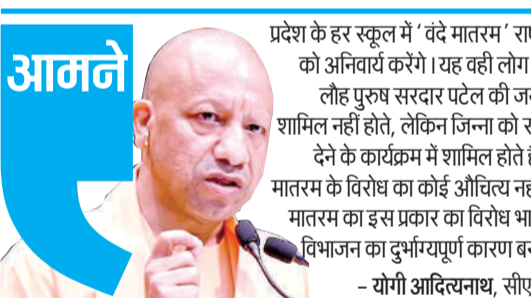 आमने
प्रदेश के हर स्कूल में ‘ वंदे मातरम ’
को अनिवार्य करेंगे । यह वही लोग
लौह पुरुष सरदार पटेल की
शामिल नहीं होते, लेकिन जिन्ना को
देने के कार्यक्रम में शामिल होते
मातरम के विरोध का कोई औचित्य
मातरम का इस प्रकार का विरोध
विभाजन का दुर्भाग्यपूर्ण कारण
– योगी आदित्यनाथ,